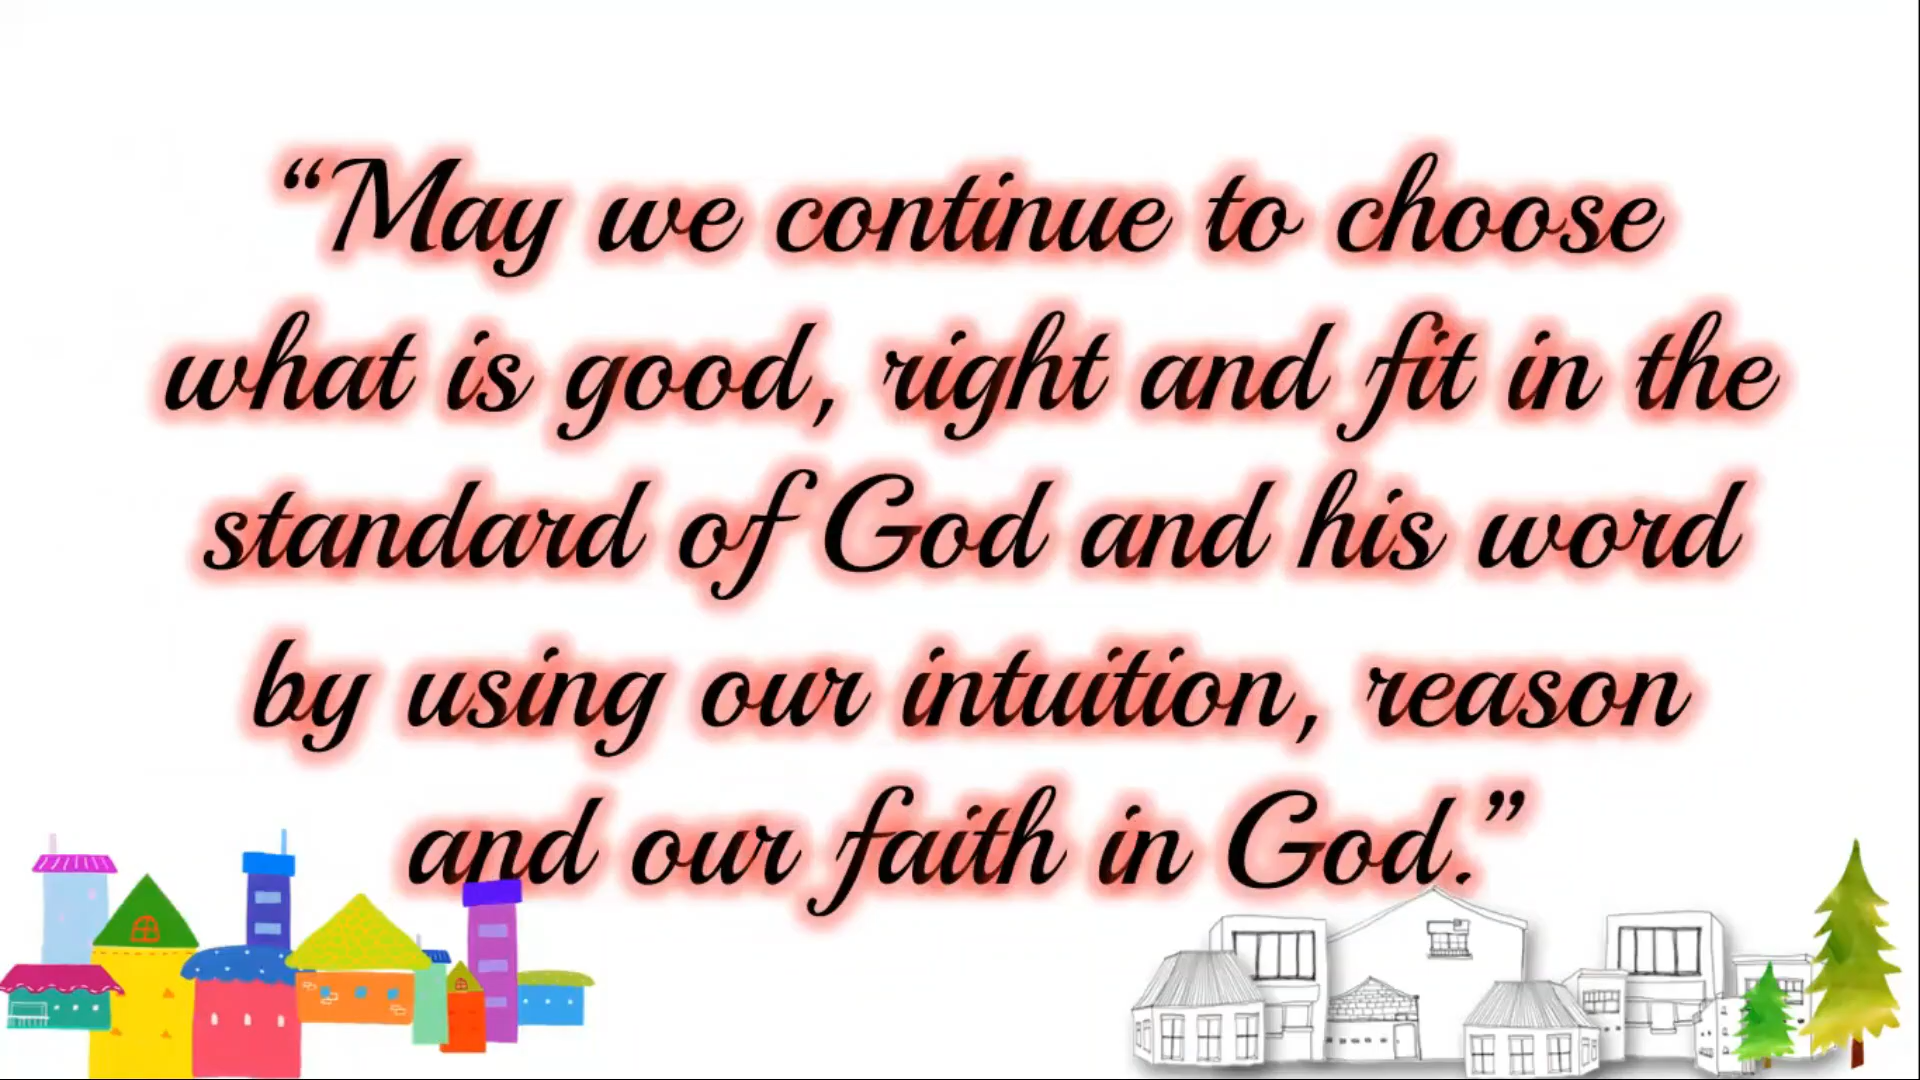 “May we continue to choose
what is good, right and fit in the
standard of God and his word
by using our intuition, reason
and our faith in God.”